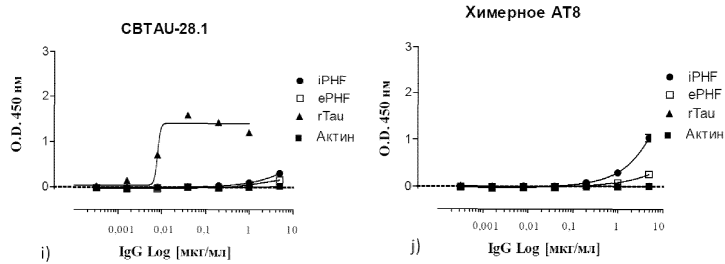 CBTAU-28.1
O.D. 450 нм
3
2
1
0
0,001
0.01
0.1
1
10
IgG Log [мкг/мл]
iPHF
ePHF
rTau
Актин
i)
Химерное AT8
O.D. 450 нм
3
2
1
0
0,001
0.01
0.1
1
10
IgG Log [мкг/мл]
iPHF
ePHF
rTau
Актин
j)